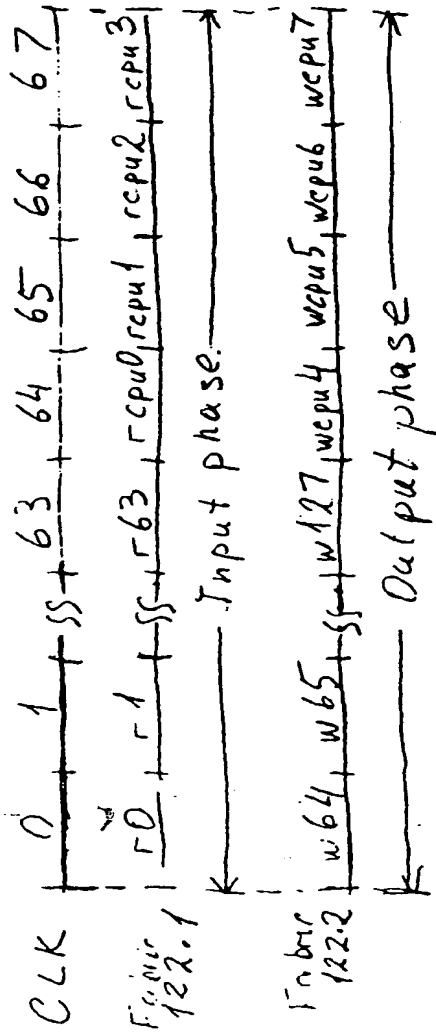 CLK 0 1 SS 63 64 65 66 67
122.1 r0 r1 SS r63 rcpu0 rcpu1 rcpu2 rcpu3
Input phase
122.2 w64 w65 SS w127 wcpu4 wcpu5 wcpu6 wcpu7
Output phase